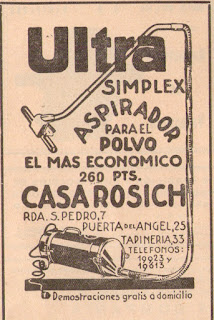 Ultra
SIMPLEX
ASPIRADOR
PARA EL
POLVO
EL MAS ECONOMICO
260 PTS.
CASA ROSICH
RDA. S. PEDRO, 7
PUERTA DEL ANGEL, 25
TAPINERIA, 33
TELEFONOS:
19923 y
19613
Demostraciones gratis a domicilio